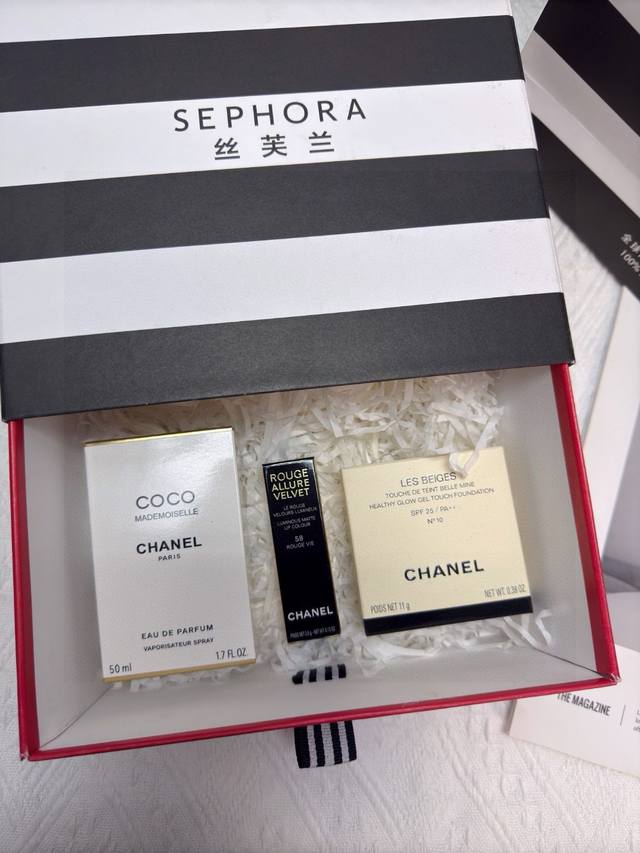 SEPHORA
丝芙兰
COCO
MADEMOISELLE
CHANEL
PARIS
EAU DE PARFUM
VAPORISATEUR SPRAY
50 ml
1.7 FL.OZ.
ROUGE
ALLURE
VELVET
LE ROUGE
VELOURS LUMINEUX
LUMINOUS MATTE
LIP COLOUR
58
ROUGE VIE
CHANEL
LES BEIGES
TOUCHE DE TEINT BELLE MINE
HEALTHY GLOW GEL TOUCH FOUNDATION
SPF 25 / PA++
N°10
CHANEL
POIDS NET 11 g
NET WT. 0.38 OZ.
100%
THE MAGAZINE